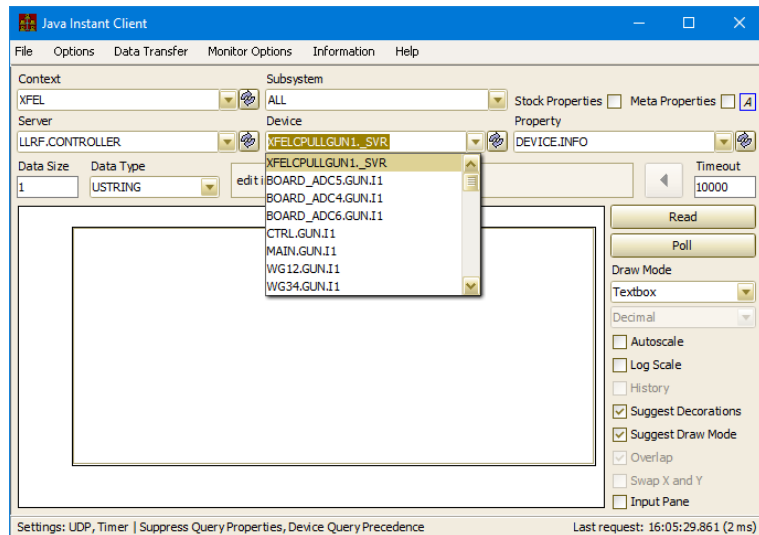 Java Instant Client
File Options Data Transfer Monitor Options Information Help
Context Subsystem
XFEL ALL Stock Properties Meta Properties A
Server Device Property
LLRF.CONTROLLER XFELCPULLGUN1._SVR DEVICE.INFO
Data Size Data Type Timeout
1 USTRING editi 10000
XFELCPULLGUN1._SVR
BOARD_ADC5.GUN.I1
BOARD_ADC4.GUN.I1
BOARD_ADC6.GUN.I1
CTRL.GUN.I1
MAIN.GUN.I1
WG12.GUN.I1
WG34.GUN.I1
Read
Poll
Draw Mode
Textbox
Decimal
Autoscale
Log Scale
History
Suggest Decorations
Suggest Draw Mode
Overlap
Swap X and Y
Input Pane
Settings: UDP, Timer | Suppress Query Properties, Device Query Precedence Last request: 16:05:29.861 (2 ms)